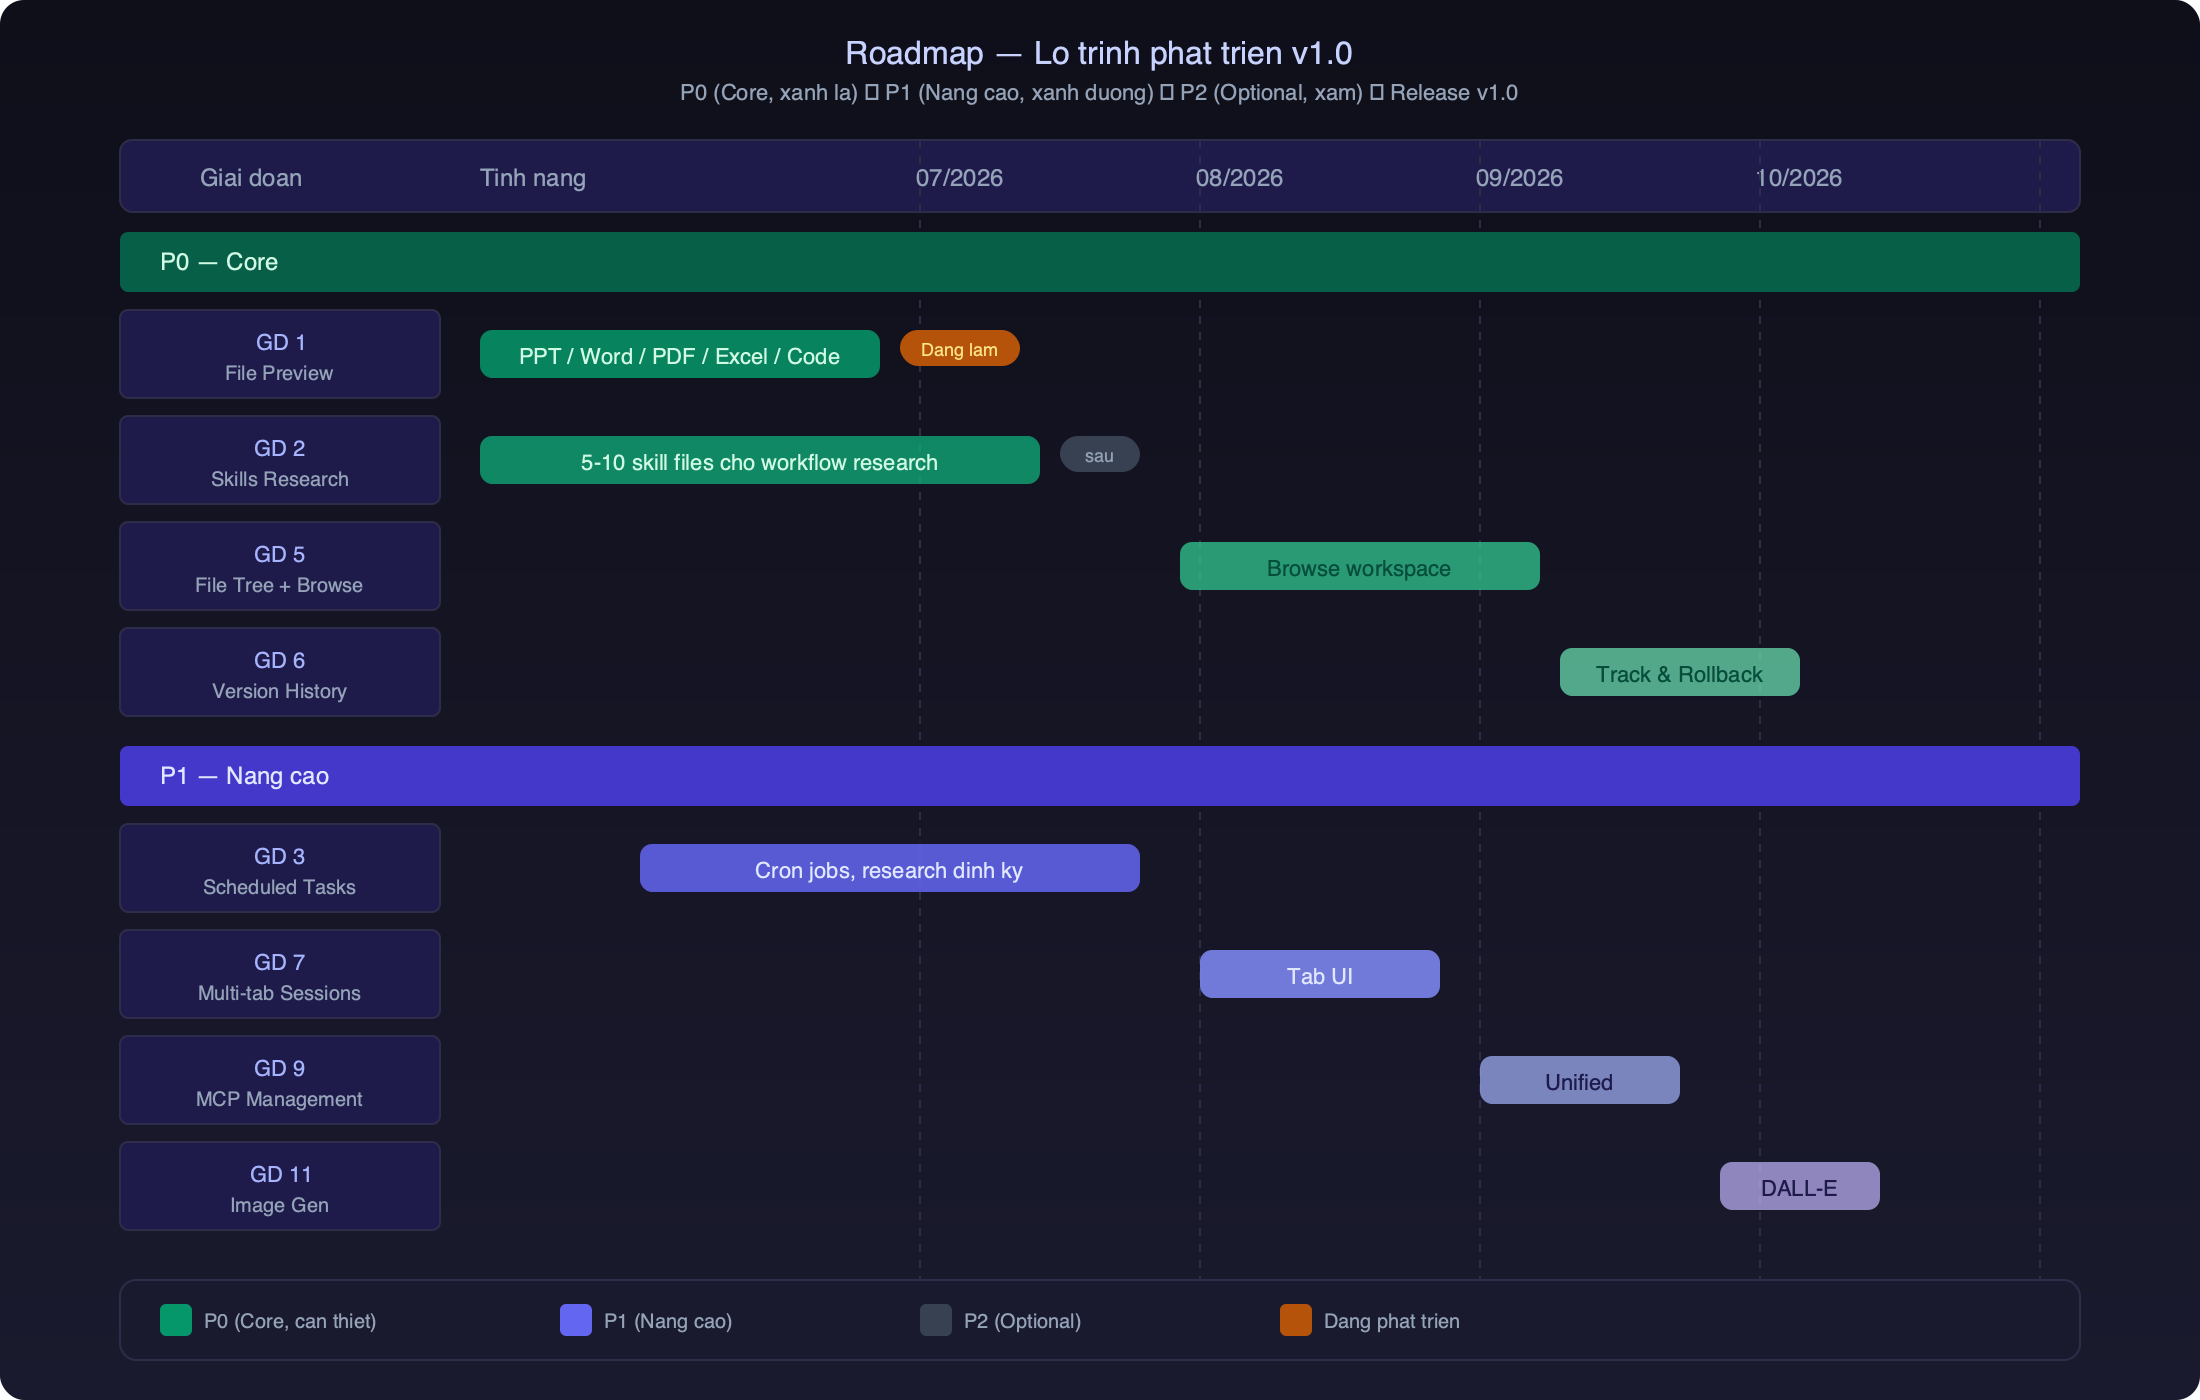 Roadmap — Lo trinh phat trien v1.0
P0 (Core, xanh la) □ P1 (Nang cao, xanh duong) □ P2 (Optional, xam) □ Release v1.0
Giai doan Tinh nang 07/2026 08/2026 09/2026 10/2026
P0 — Core
GD 1
File Preview
PPT / Word / PDF / Excel / Code
Dang lam
GD 2
Skills Research
5-10 skill files cho workflow research
sau
GD 5
File Tree + Browse
Browse workspace
GD 6
Version History
Track & Rollback
P1 — Nang cao
GD 3
Scheduled Tasks
Cron jobs, research dinh ky
GD 7
Multi-tab Sessions
Tab UI
GD 9
MCP Management
Unified
GD 11
Image Gen
DALL-E
P0 (Core, can thiet) P1 (Nang cao) P2 (Optional) Dang phat trien